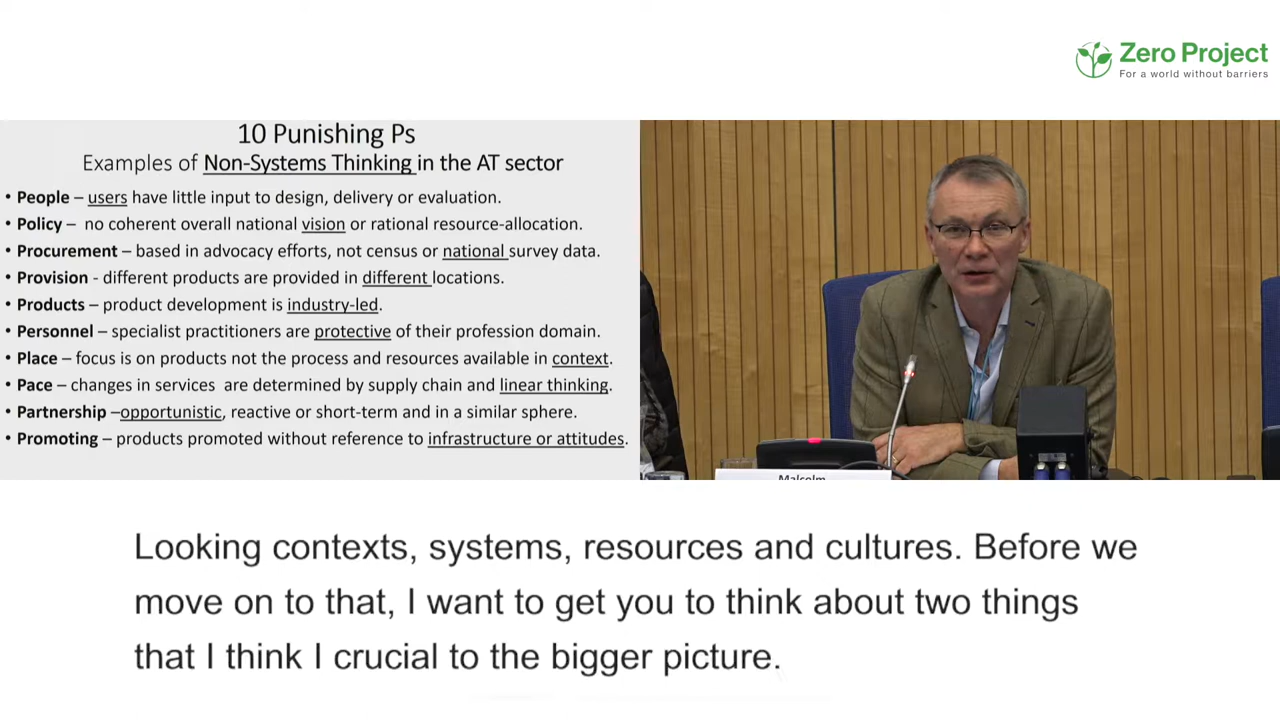 Zero Project
For a world without barriers
10 Punishing Ps
Examples of Non-Systems Thinking in the AT sector
• People – users have little input to design, delivery or evaluation.
• Policy – no coherent overall national vision or rational resource-allocation.
• Procurement – based in advocacy efforts, not census or national survey data.
• Provision - different products are provided in different locations.
• Products – product development is industry-led.
• Personnel – specialist practitioners are protective of their profession domain.
• Place – focus is on products not the process and resources available in context.
• Pace – changes in services are determined by supply chain and linear thinking.
• Partnership –opportunistic, reactive or short-term and in a similar sphere.
• Promoting – products promoted without reference to infrastructure or attitudes.
Malcolm
Looking contexts, systems, resources and cultures. Before we
move on to that, I want to get you to think about two things
that I think I crucial to the bigger picture.